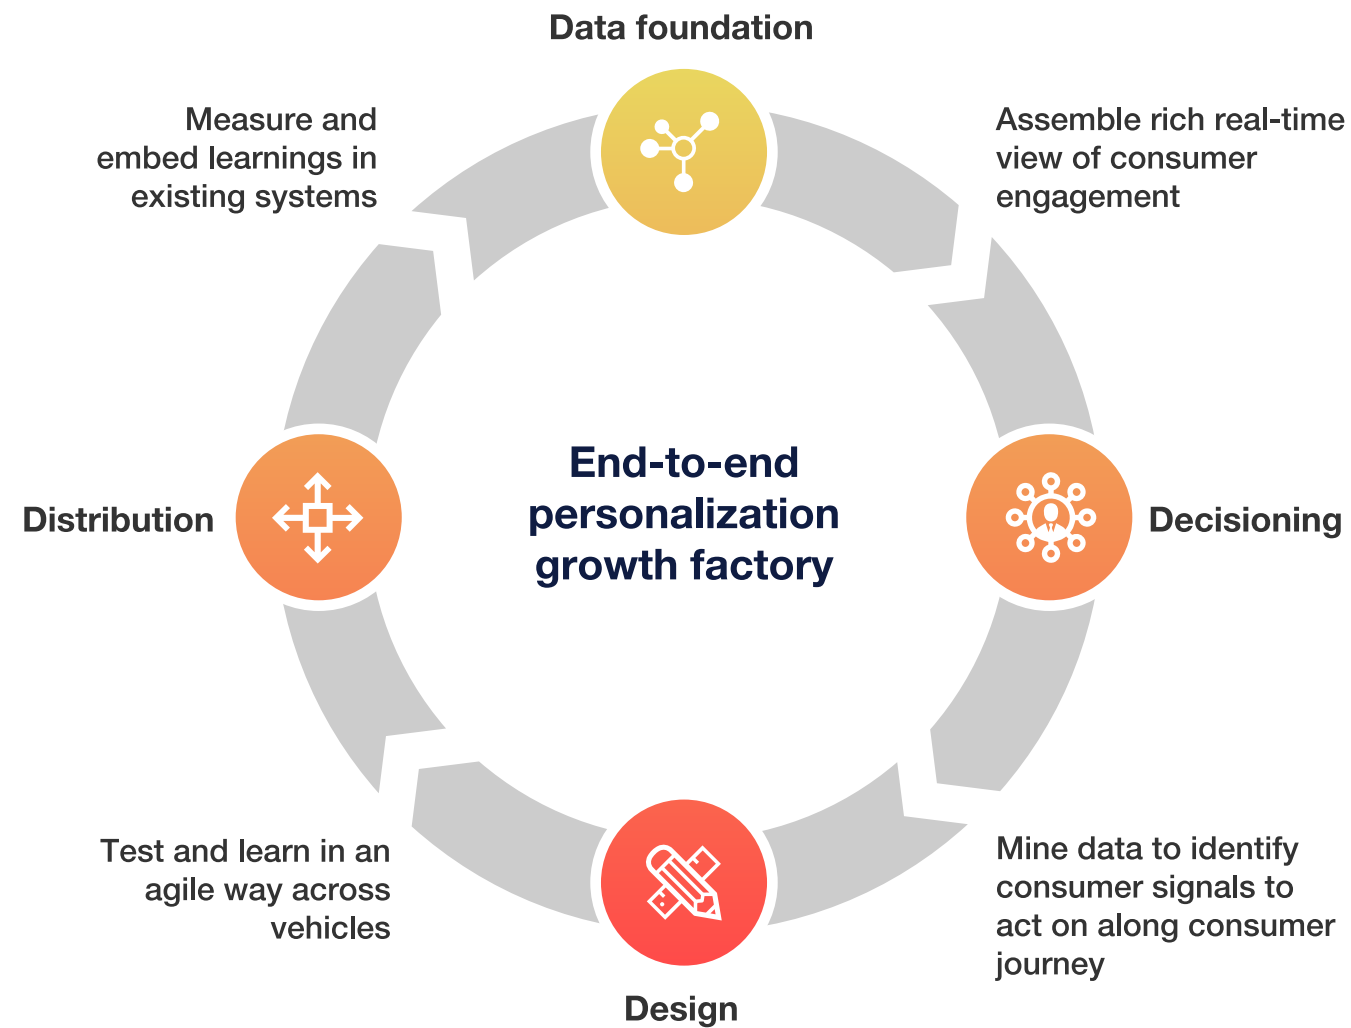 Data foundation
Measure and
embed learnings in
existing systems
Assemble rich real-time
view of consumer
engagement
End-to-end
personalization
growth factory
Distribution
Decisioning
Test and learn in an
agile way across
vehicles
Mine data to identify
consumer signals to
act on along consumer
journey
Design